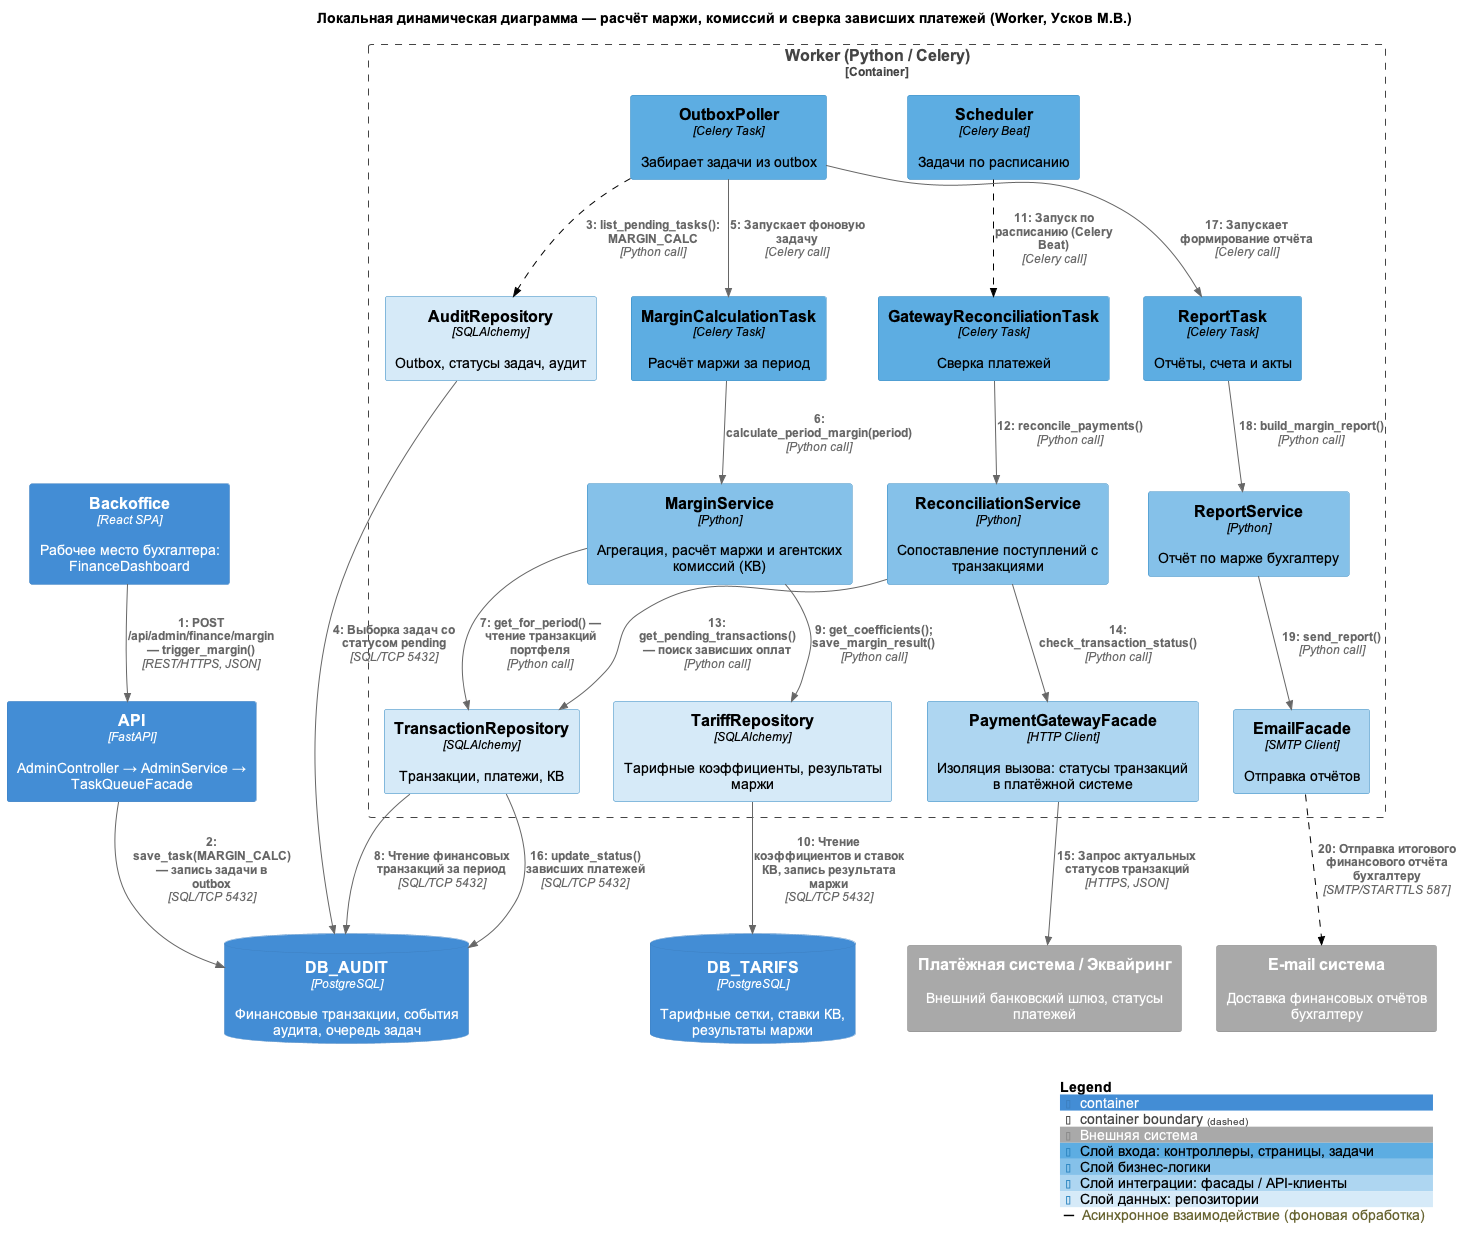 Локальная динамическая диаграмма — расчёт маржи, комиссий и сверка зависших платежей (Worker, Усков М.В.)
Worker (Python / Celery)
[Container]
OutboxPoller
[Celery Task]
Забирает задачи из outbox
Scheduler
[Celery Beat]
Задачи по расписанию
3: list_pending_tasks():
MARGIN_CALC
[Python call]
5: Запускает фоновую
задачу
[Celery call]
11: Запуск по
расписанию (Celery
Beat)
[Celery call]
17: Запускает
формирование отчёта
[Celery call]
AuditRepository
[SQLAlchemy]
Outbox, статусы задач, аудит
MarginCalculationTask
[Celery Task]
Расчёт маржи за период
GatewayReconciliationTask
[Celery Task]
Сверка платежей
ReportTask
[Celery Task]
Отчёты, счета и акты
6:
calculate_period_margin(period)
[Python call]
12: reconcile_payments()
[Python call]
18: build_margin_report()
[Python call]
Backoffice
[React SPA]
Рабочее место бухгалтера:
FinanceDashboard
MarginService
[Python]
Агрегация, расчёт маржи и агентских
комиссий (КВ)
ReconciliationService
[Python]
Сопоставление поступлений с
транзакциями
ReportService
[Python]
Отчёт по марже бухгалтеру
1: POST
/api/admin/finance/margin
— trigger_margin()
[REST/HTTPS, JSON]
4: Выборка задач со
статусом pending
[SQL/TCP 5432]
7: get_for_period() —
чтение транзакций
портфеля
[Python call]
13:
get_pending_transactions()
— поиск зависших оплат
[Python call]
9: get_coefficients();
save_margin_result()
[Python call]
14:
check_transaction_status()
[Python call]
19: send_report()
[Python call]
API
[FastAPI]
AdminController → AdminService →
TaskQueueFacade
TransactionRepository
[SQLAlchemy]
Транзакции, платежи, КВ
TariffRepository
[SQLAlchemy]
Тарифные коэффициенты, результаты
маржи
PaymentGatewayFacade
[HTTP Client]
Изоляция вызова: статусы транзакций
в платёжной системе
EmailFacade
[SMTP Client]
Отправка отчётов
2:
save_task(MARGIN_CALC)
— запись задачи в
outbox
[SQL/TCP 5432]
8: Чтение финансовых
транзакций за период
[SQL/TCP 5432]
16: update_status()
зависших платежей
[SQL/TCP 5432]
10: Чтение
коэффициентов и ставок
КВ, запись результата
маржи
[SQL/TCP 5432]
15: Запрос актуальных
статусов транзакций
[HTTPS, JSON]
20: Отправка итогового
финансового отчёта
бухгалтеру
[SMTP/STARTTLS 587]
DB_AUDIT
[PostgreSQL]
Финансовые транзакции, события
аудита, очередь задач
DB_TARIFS
[PostgreSQL]
Тарифные сетки, ставки КВ,
результаты маржи
Платёжная система / Эквайринг
Внешний банковский шлюз, статусы
платежей
E-mail система
Доставка финансовых отчётов
бухгалтеру
Legend
container
container boundary (dashed)
Внешняя система
Слой входа: контроллеры, страницы, задачи
Слой бизнес-логики
Слой интеграции: фасады / API-клиенты
Слой данных: репозитории
Асинхронное взаимодействие (фоновая обработка)